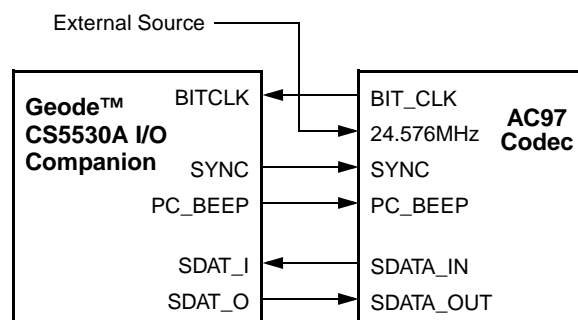 External Source
Geode™
CS5530A I/O
Companion
BITCLK
SYNC
PC_BEEP
SDAT_I
SDAT_O
BIT_CLK
24.576MHz
SYNC
PC_BEEP
SDATA_IN
SDATA_OUT
AC97
Codec